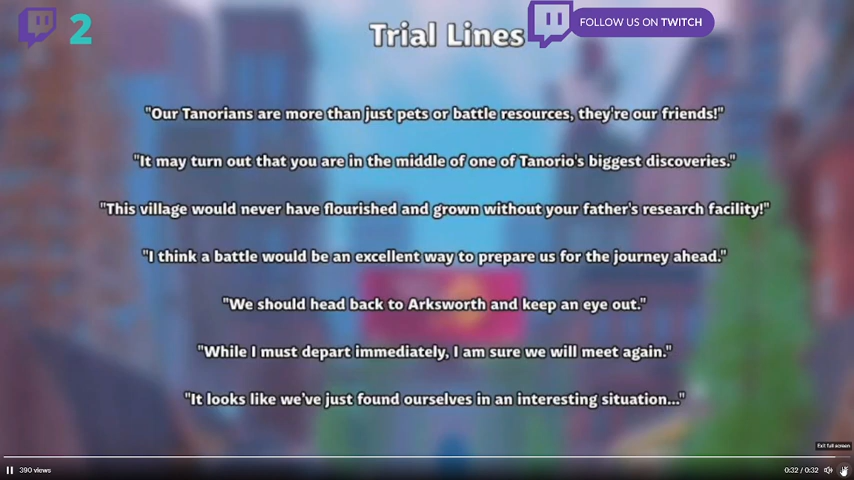 2
Trial Lines
FOLLOW US ON TWITCH
"Our Tanorians are more than just pets or battle resources, they're our friends!"
"It may turn out that you are in the middle of one of Tanorio's biggest discoveries."
"This village would never have flourished and grown without your father's research facility!"
"I think a battle would be an excellent way to prepare us for the journey ahead."
"We should head back to Arksworth and keep an eye out."
"While I must depart immediately, I am sure we will meet again."
"It looks like we've just found ourselves in an interesting situation..."
Exit full screen
390 views
0:32 / 0:32